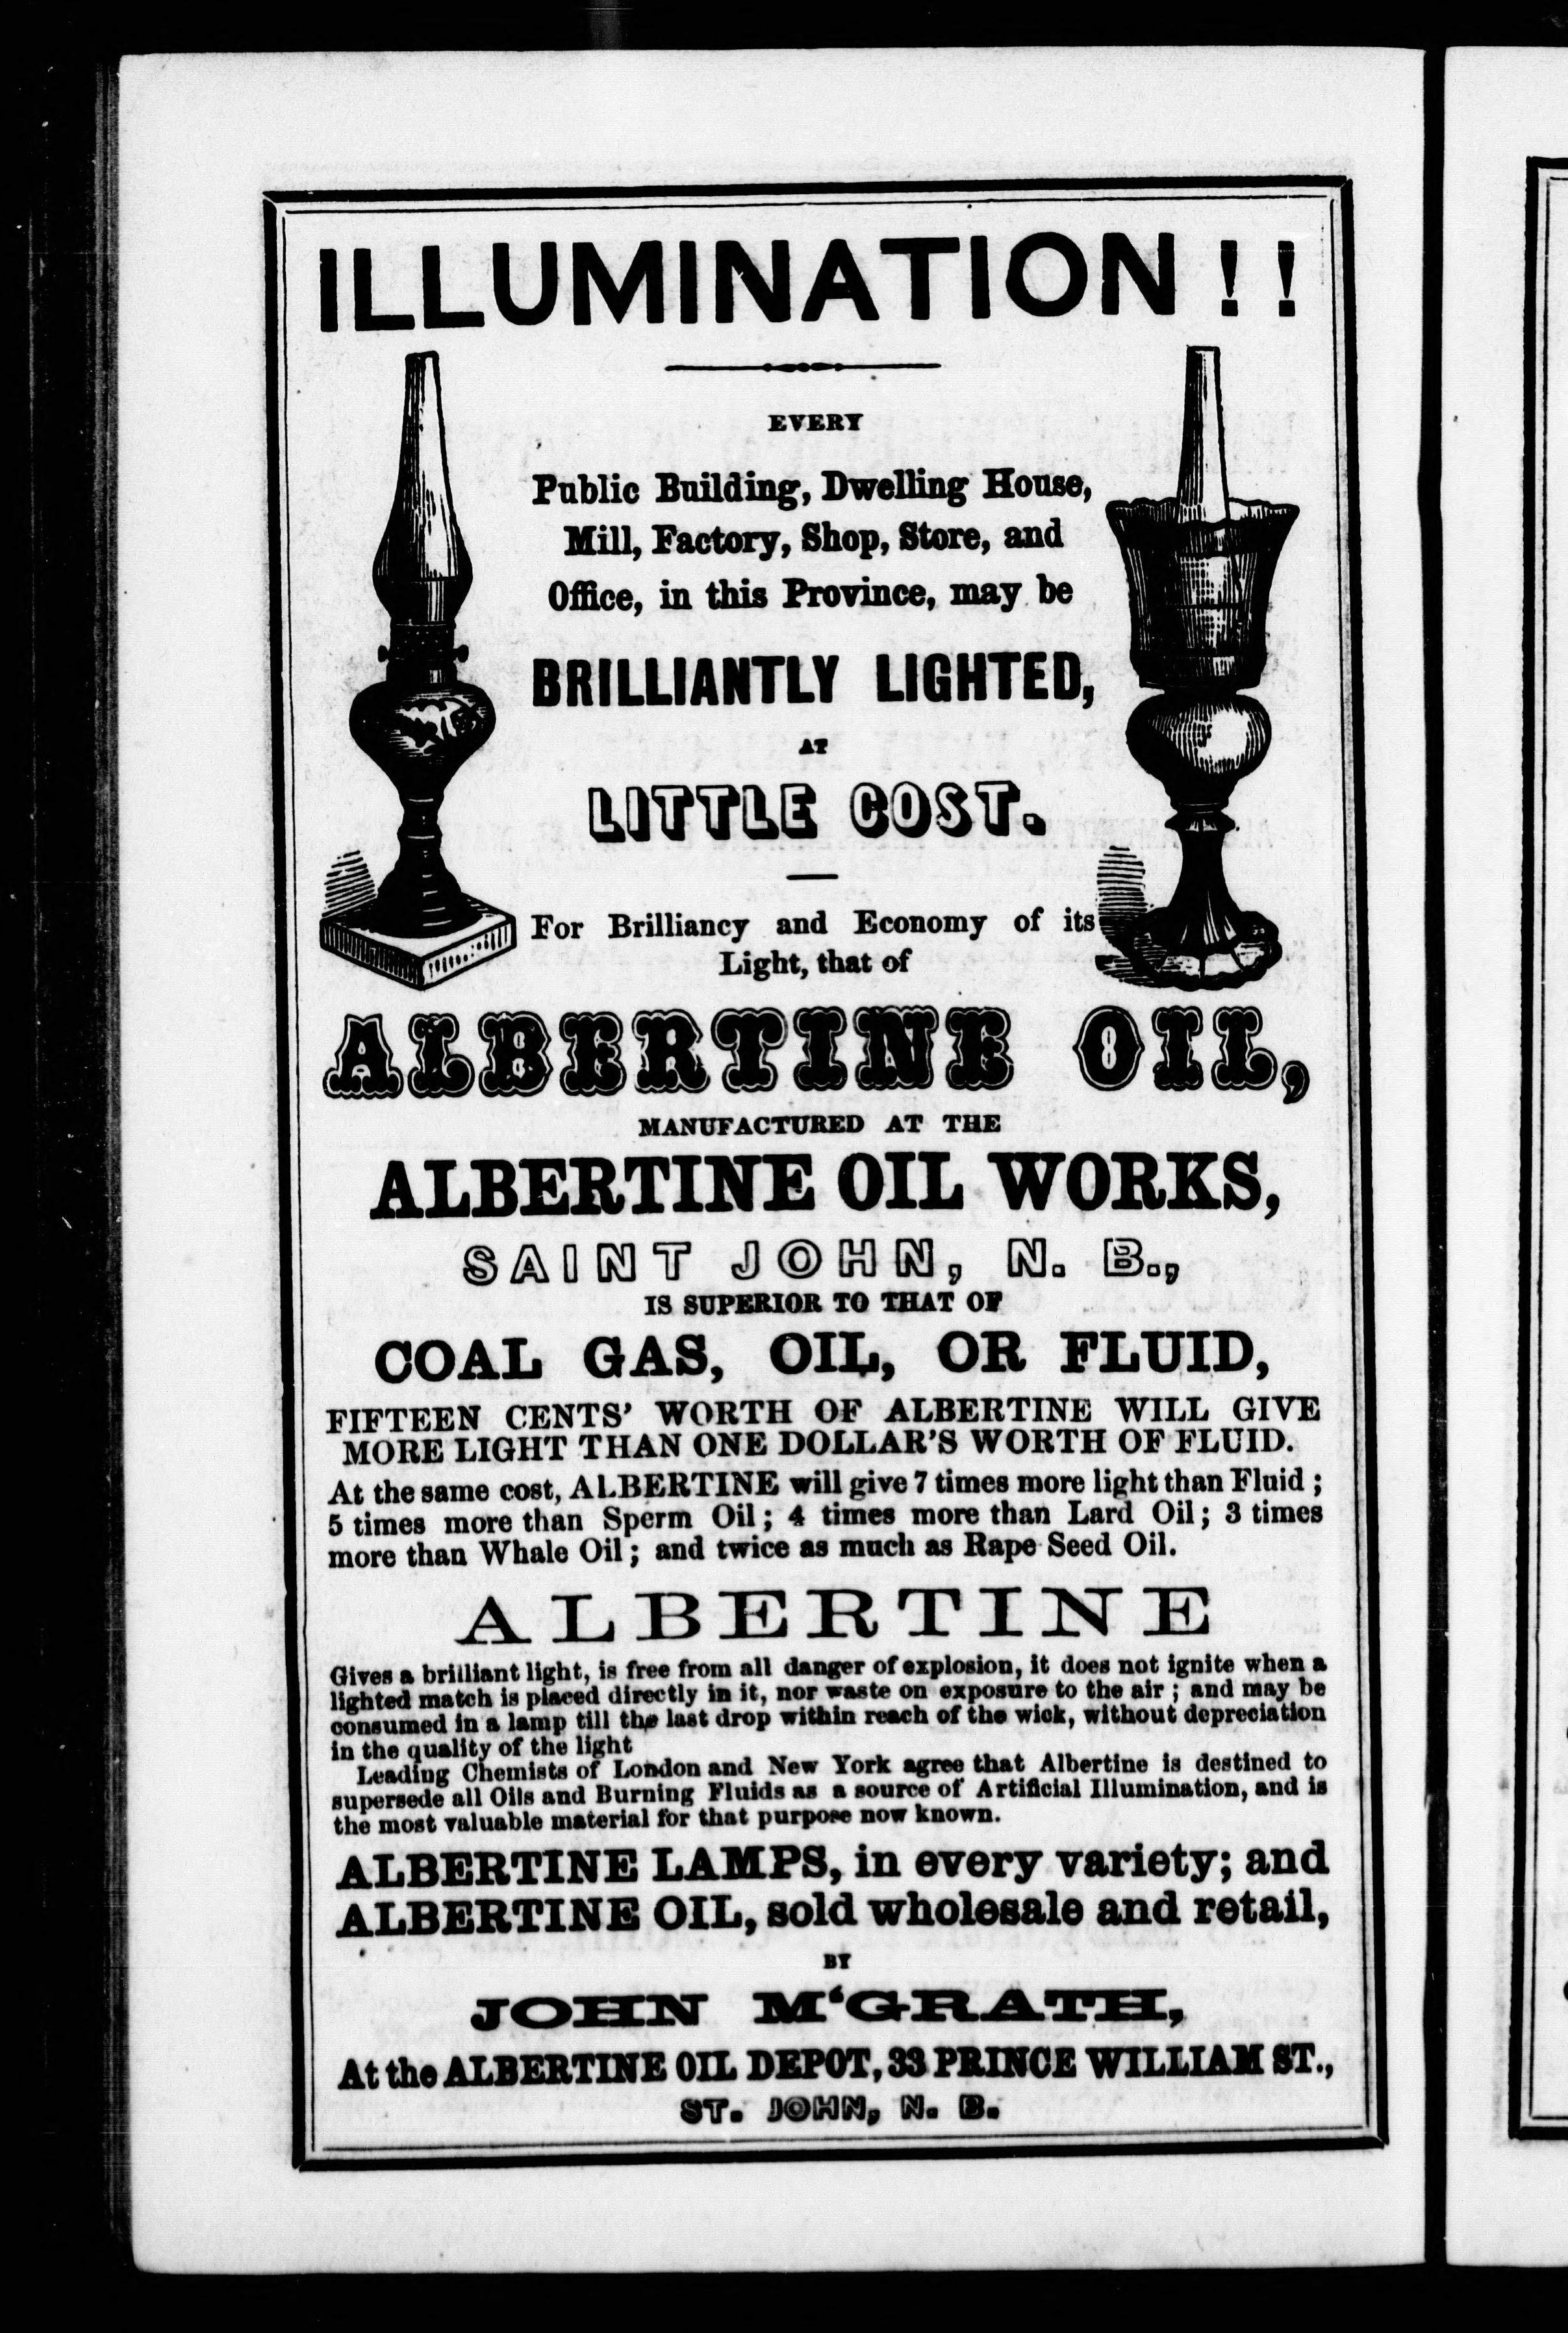 ILLUMINATION !!
EVERY
Public Building, Dwelling House,
Mill, Factory, Shop, Store, and
Office, in this Province, may be
BRILLIANTLY LIGHTED,
AT
LITTLE COST.
For Brilliancy and Economy of its
Light, that of
ALBERTINE OIL,
MANUFACTURED AT THE
ALBERTINE OIL WORKS,
SAINT JOHN, N. B.,
IS SUPERIOR TO THAT OF
COAL GAS, OIL, OR FLUID,
FIFTEEN CENTS' WORTH OF ALBERTINE WILL GIVE
MORE LIGHT THAN ONE DOLLAR'S WORTH OF FLUID.
At the same cost, ALBERTINE will give 7 times more light than Fluid ;
5 times more than Sperm Oil ; 4 times more than Lard Oil ; 3 times
more than Whale Oil ; and twice as much as Rape Seed Oil.
ALBERTINE
Gives a brilliant light, is free from all danger of explosion, it does not ignite when a
lighted match is placed directly in it, nor waste on exposure to the air ; and may be
consumed in a lamp till the last drop within reach of the wick, without depreciation
in the quality of the light
Leading Chemists of London and New York agree that Albertine is destined to
supersede all Oils and Burning Fluids as a source of Artificial Illumination, and is
the most valuable material for that purpose now known.
ALBERTINE LAMPS, in every variety; and
ALBERTINE OIL, sold wholesale and retail,
BY
JOHN M'GRATH,
At the ALBERTINE OIL DEPOT, 33 PRINCE WILLIAM ST.,
ST. JOHN, N. B.